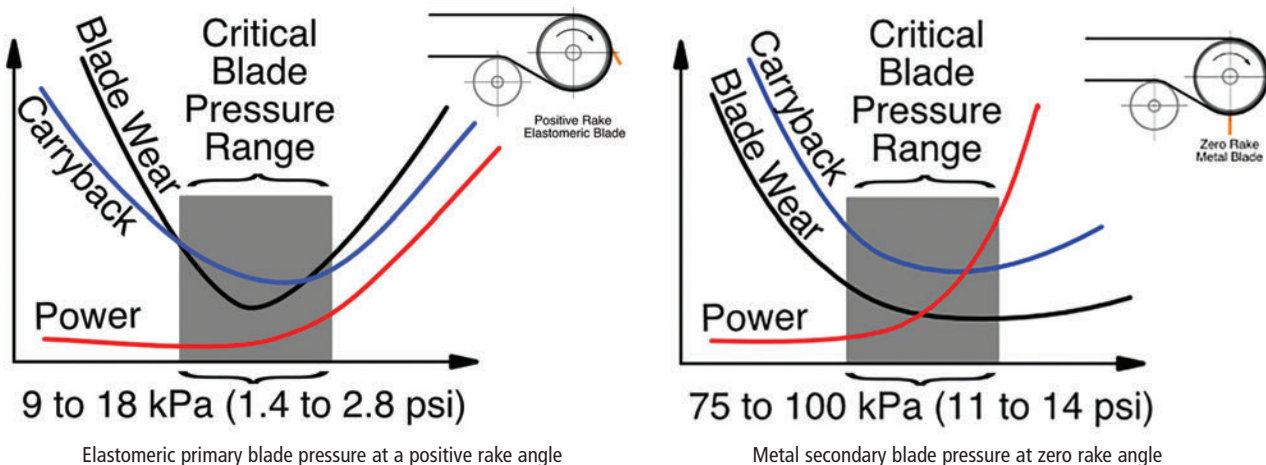 Blade Wear
Carryback
Critical
Blade
Pressure
Range
Positive Rake
Elastomeric Blade
Power
9 to 18 kPa (1.4 to 2.8 psi)
Elastomeric primary blade pressure at a positive rake angle
Carryback
Blade Wear
Critical
Blade
Pressure
Range
Zero Rake
Metal Blade
Power
75 to 100 kPa (11 to 14 psi)
Metal secondary blade pressure at zero rake angle